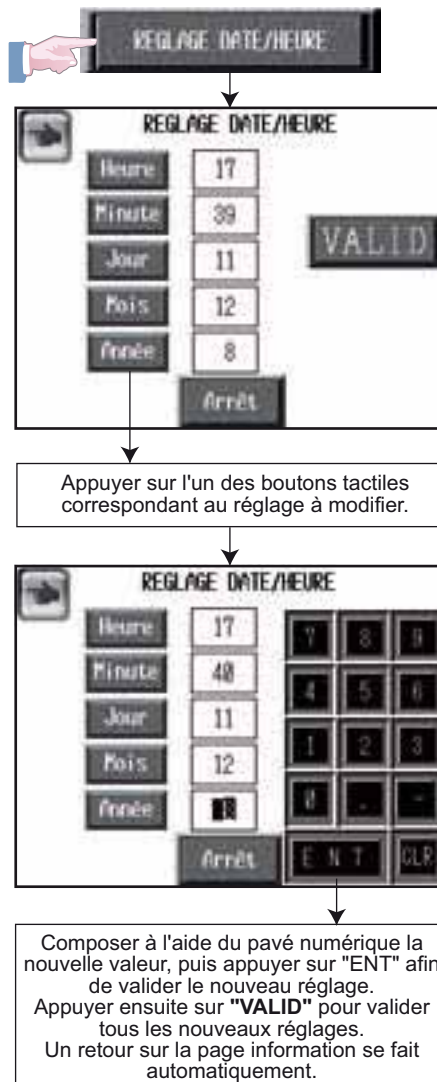 REGLAGE DATE/HEURE
REGLAGE DATE/HEURE
Heure 17
Minute 39
VALID
Jour 11
Mois 12
Année 8
Arrêt
Appuyer sur l'un des boutons tactiles
correspondant au réglage à modifier.
REGLAGE DATE/HEURE
Heure 17 7 8 9
Minute 40
4 5 6
Jour 11
1 2 3
Mois 12
Année 8 0 . -
Arrêt ENT CLR
Composer à l'aide du pavé numérique la
nouvelle valeur, puis appuyer sur "ENT" afin
de valider le nouveau réglage.
Appuyer ensuite sur "VALID" pour valider
tous les nouveaux réglages.
Un retour sur la page information se fait
automatiquement.